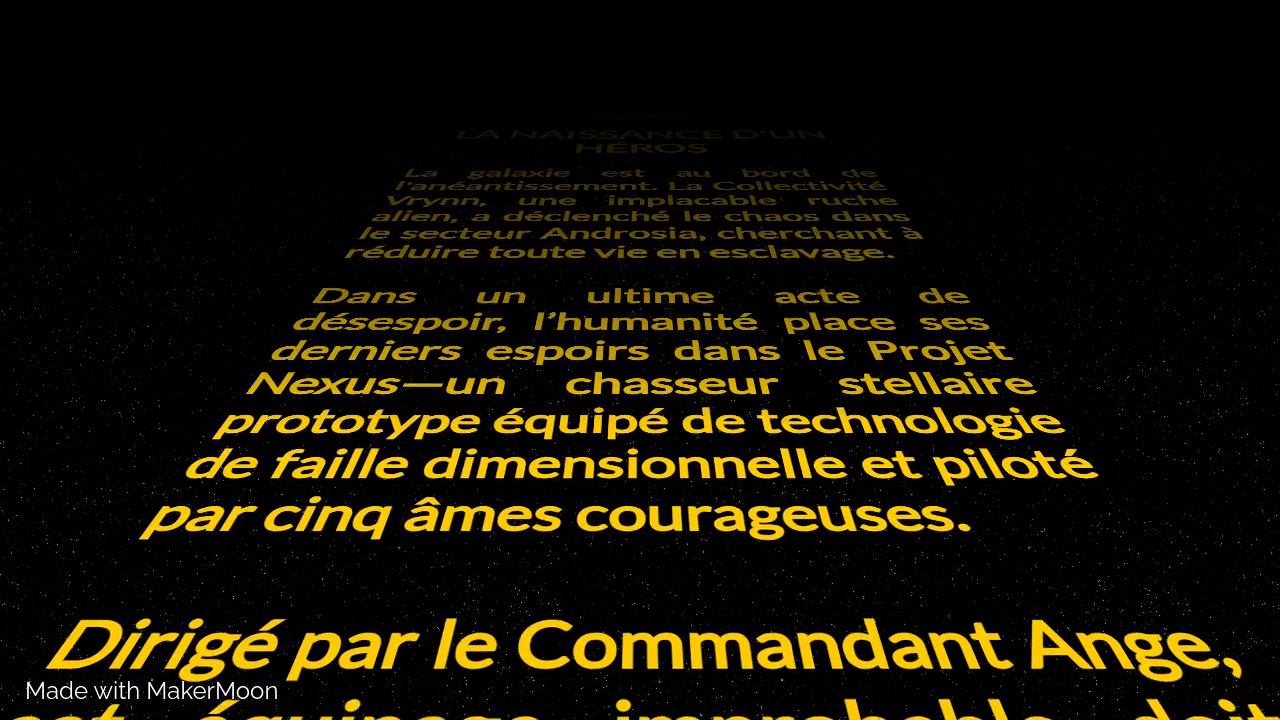 LA NAISSANCE D'UN
HÉROS
La galaxie est au bord de
l'anéantissement. La Collectivité
Vrynn, une implacable ruche
alien, a déclenché le chaos dans
le secteur Androsia, cherchant à
réduire toute vie en esclavage.
Dans un ultime acte de
désespoir, l’humanité place ses
derniers espoirs dans le Projet
Nexus—un chasseur stellaire
prototype équipé de technologie
de faille dimensionnelle et piloté
par cinq âmes courageuses.
Dirigé par le Commandant Ange,
équipage improbable doit
Made with MakerMoon